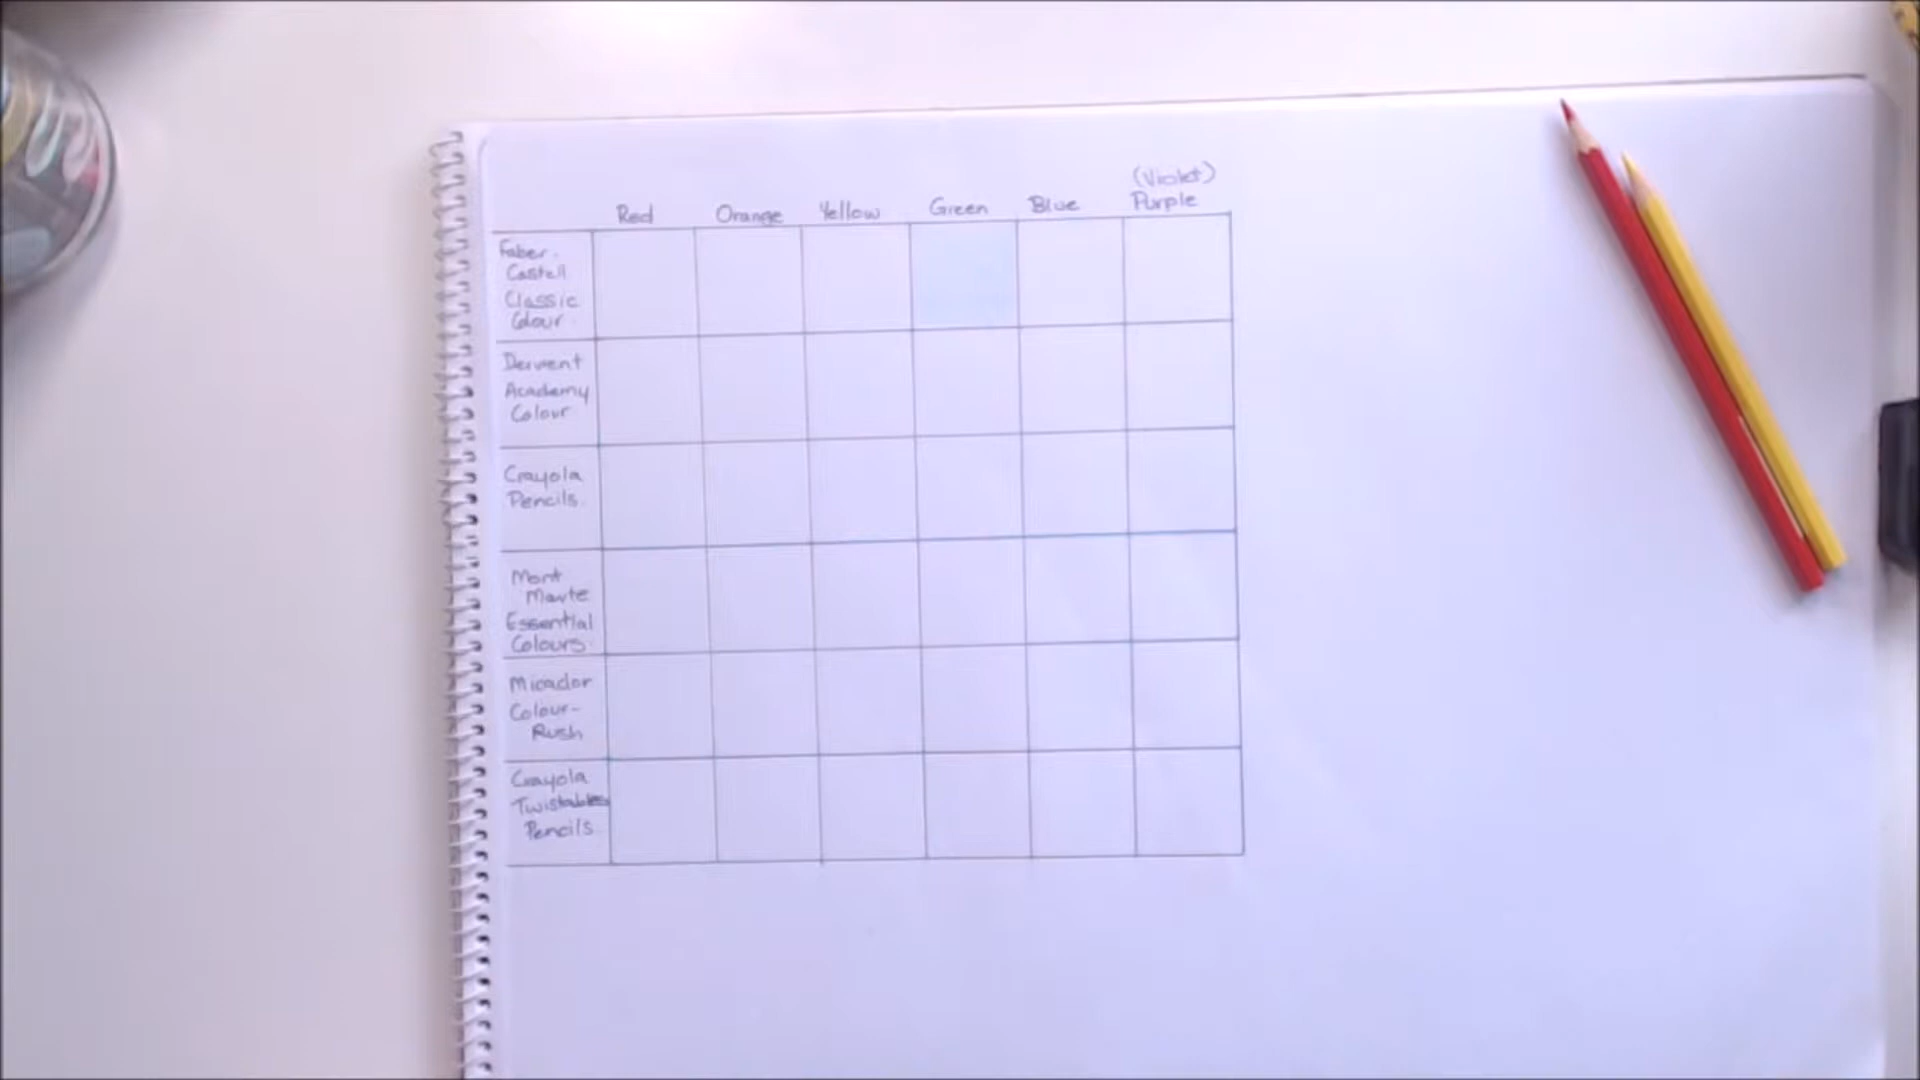 (Violet)
Red Orange Yellow Green Blue Purple
Faber-
Castell
Classic
Colour
Derwent
Academy
Colour
Crayola
Pencils.
Mont
Marte
Essential
Colours.
Micador
Colour-
Rush
Crayola
Twistables
Pencils